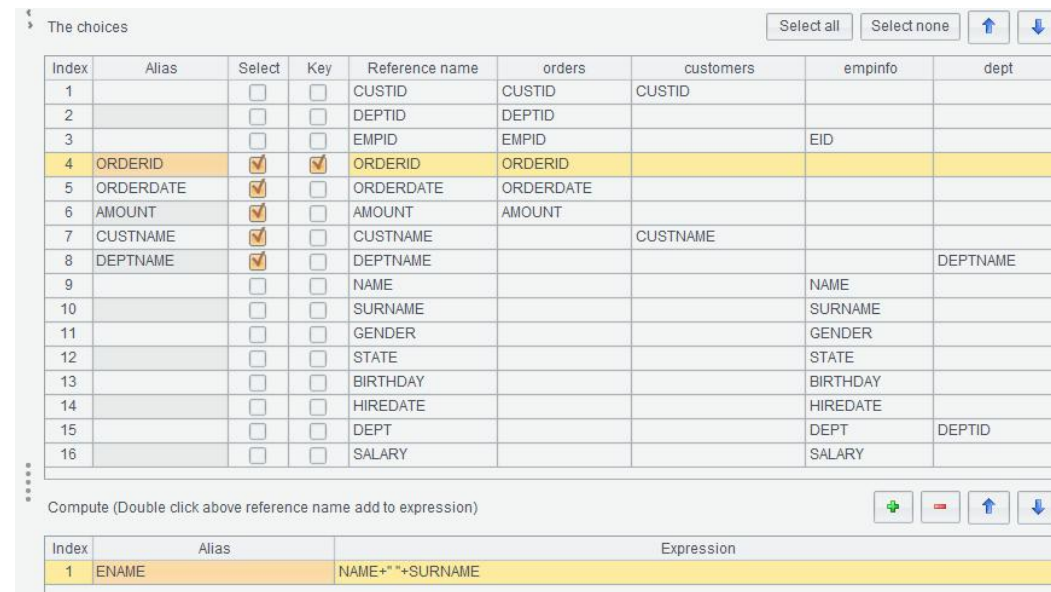 The choices Select all Select none
Index Alias Select Key Reference name orders customers empinfo dept
1 CUSTID CUSTID CUSTID
2 DEPTID DEPTID
3 EMPID EMPID EID
4 ORDERID ORDERID ORDERID
5 ORDERDATE ORDERDATE ORDERDATE
6 AMOUNT AMOUNT AMOUNT
7 CUSTNAME CUSTNAME CUSTNAME
8 DEPTNAME DEPTNAME DEPTNAME
9 NAME NAME
10 SURNAME SURNAME
11 GENDER GENDER
12 STATE STATE
13 BIRTHDAY BIRTHDAY
14 HIREDATE HIREDATE
15 DEPT DEPT DEPTID
16 SALARY SALARY
Compute (Double click above reference name add to expression)
Index Alias Expression
1 ENAME NAME+" "+SURNAME